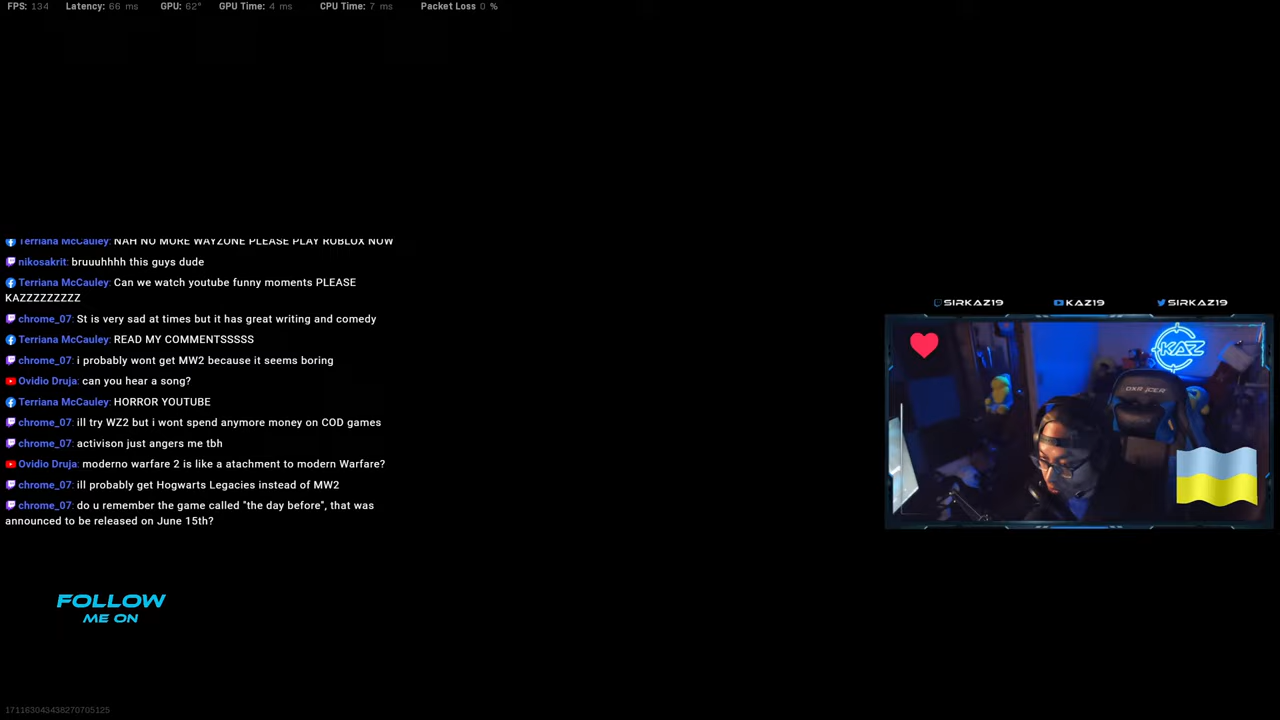 FPS: 134 Latency: 66 ms GPU: 62° GPU Time: 4 ms CPU Time: 7 ms Packet Loss 0 %
Terriana McCauley: NAH NO MORE WAYZONE PLEASE PLAY ROBLOX NOW
nikosakrit: bruuuhhhh this guys dude
Terriana McCauley: Can we watch youtube funny moments PLEASE
KAZZZZZZZZZ
chrome_07: St is very sad at times but it has great writing and comedy
Terriana McCauley: READ MY COMMENTSSSSS
chrome_07: i probably wont get MW2 because it seems boring
Ovidio Druja: can you hear a song?
Terriana McCauley: HORROR YOUTUBE
chrome_07: ill try WZ2 but i wont spend anymore money on COD games
chrome_07: activison just angers me tbh
Ovidio Druja: moderno warfare 2 is like a atachment to modern Warfare?
chrome_07: ill probably get Hogwarts Legacies instead of MW2
chrome_07: do u remember the game called "the day before", that was
announced to be released on June 15th?
SIRKAZ19 KAZ19 SIRKAZ19
KAZ
DXRACER
FOLLOW
ME ON